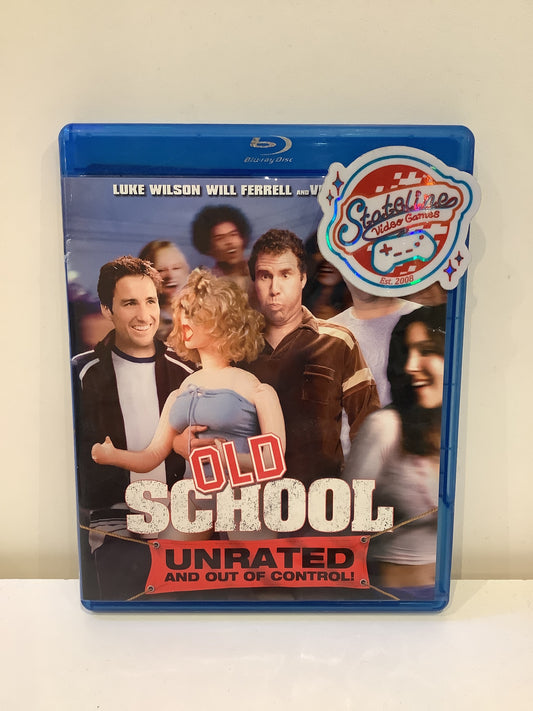 Blu-ray Disc
LUKE WILSON WILL FERRELL AND
Stateline
Video Games
Est. 2008
OLD
SCHOOL
UNRATED
AND OUT OF CONTROL!